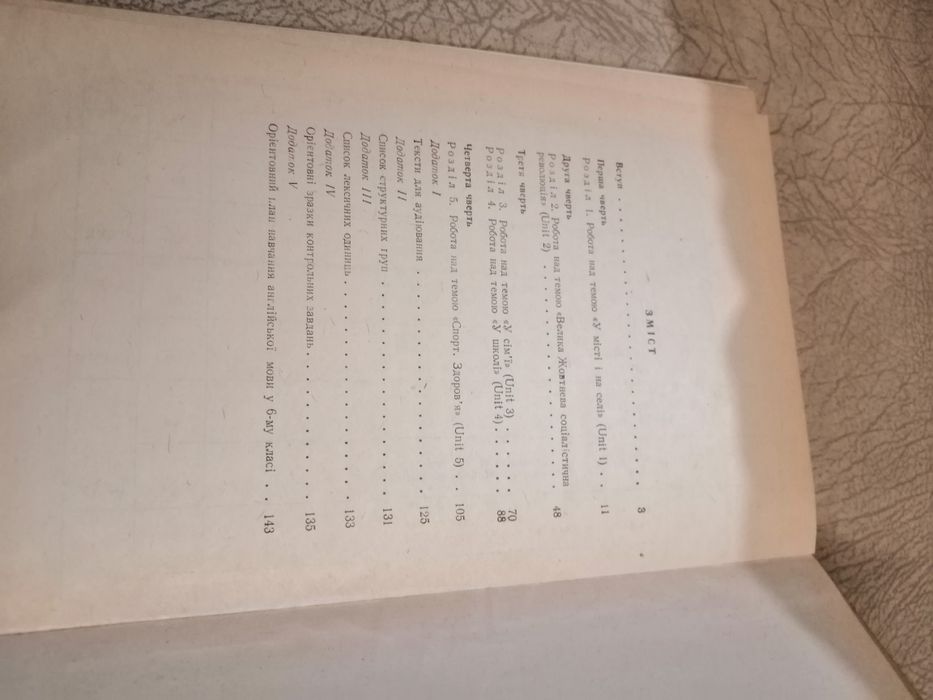 ЗМІСТ
Вступ . . . . . . . . . . . . . . . . . . . . 3
Перша чверть
Розділ 1. Робота над темою «У місті і на селі» (Unit 1) . . 11
Друга чверть
Розділ 2. Робота над темою «Велика Жовтнева соціалістична
революція» (Unit 2) . . . . . . . . . . . . . . . 48
Третя чверть
Розділ 3. Робота над темою «У сім'ї» (Unit 3) . . . . . 70
Розділ 4. Робота над темою «У школі» (Unit 4) . . . . . 88
Четверта чверть
Розділ 5. Робота над темою «Спорт. Здоров'я» (Unit 5) . . 105
Додаток I
Тексти для аудіювання . . . . . . . . . . . . . . 125
Додаток II
Список структурних груп . . . . . . . . . . . . . 131
Додаток III
Список лексичних одиниць . . . . . . . . . . . . . 133
Додаток IV
Орієнтовні зразки контрольних завдань . . . . . . . . 135
Додаток V
Орієнтовний план навчання англійської мови у 6-му класі . . 143